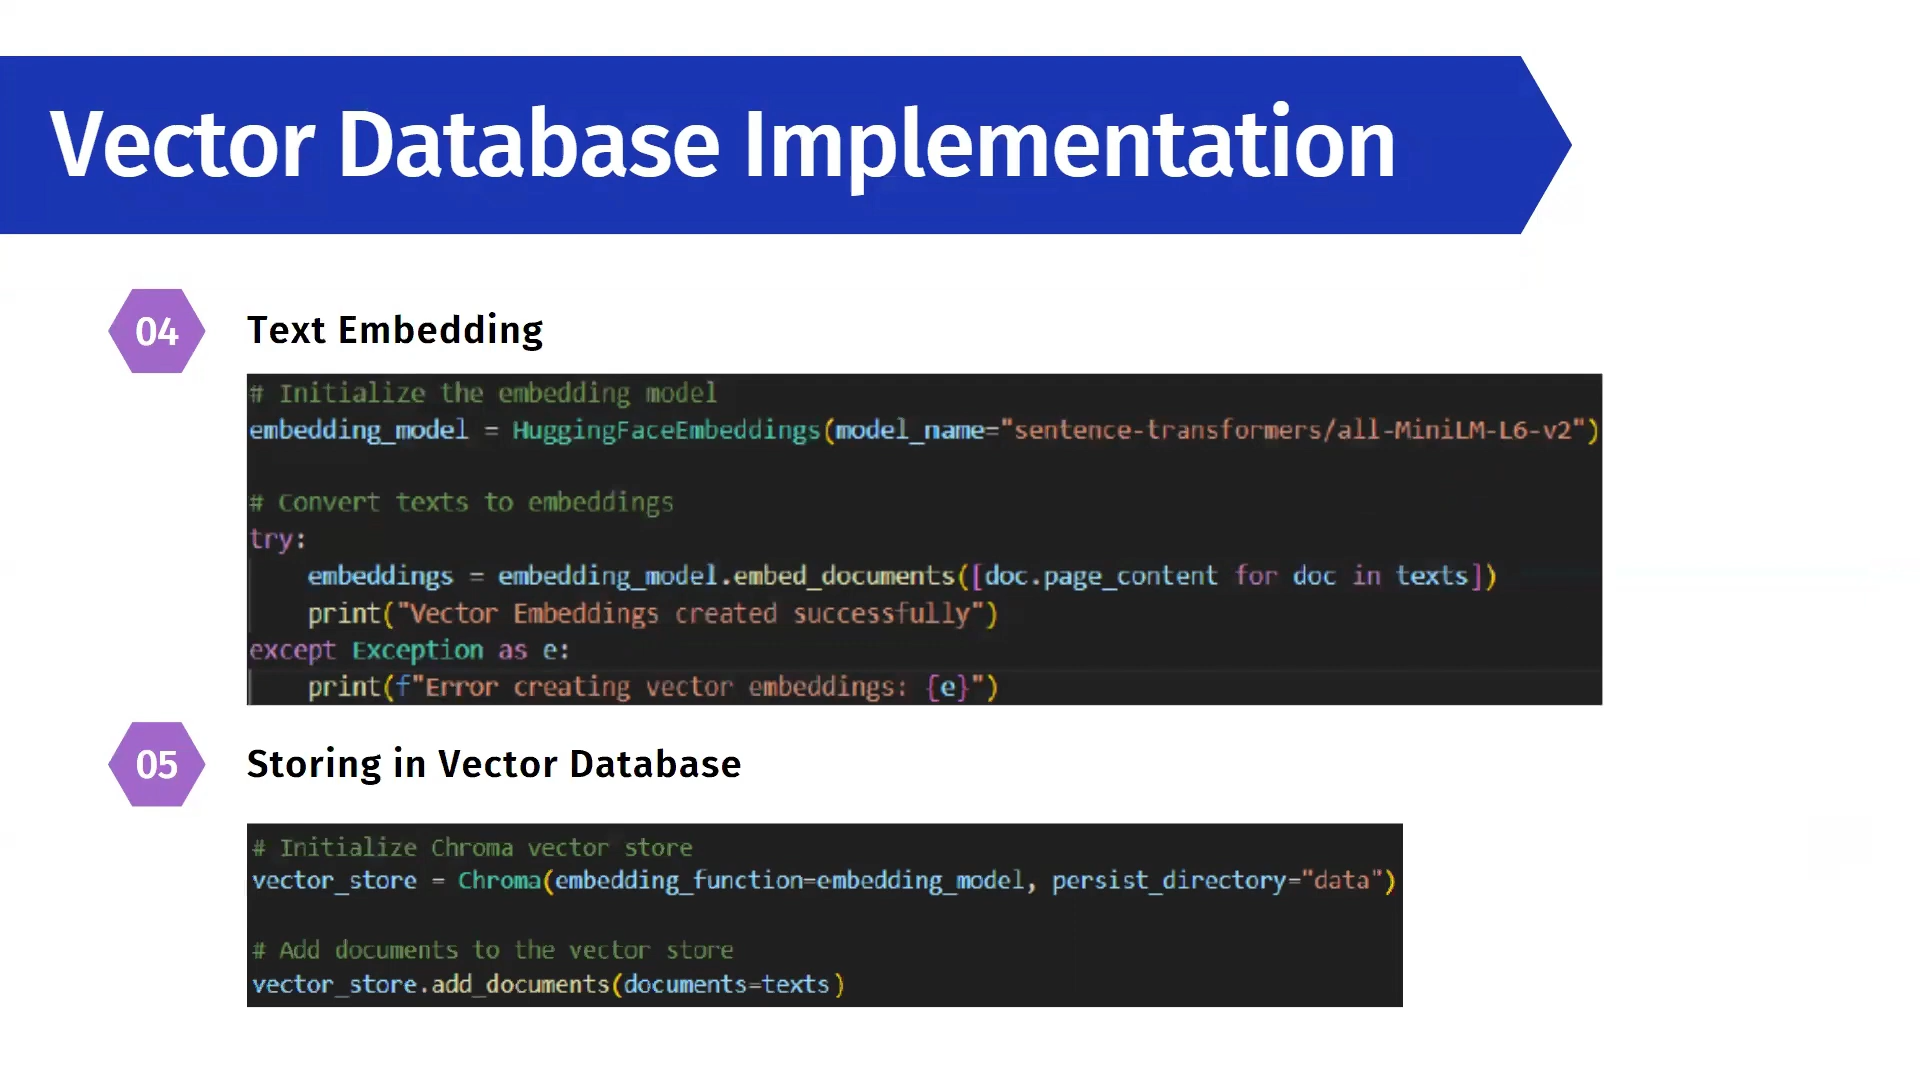 Vector Database Implementation
04
Text Embedding
# Initialize the embedding model
embedding_model = HuggingFaceEmbeddings(model_name="sentence-transformers/all-MiniLM-L6-v2")
# Convert texts to embeddings
try:
    embeddings = embedding_model.embed_documents([doc.page_content for doc in texts])
    print("Vector Embeddings created successfully")
except Exception as e:
    print(f"Error creating vector embeddings: {e}")
05
Storing in Vector Database
# Initialize Chroma vector store
vector_store = Chroma(embedding_function=embedding_model, persist_directory="data")
# Add documents to the vector store
vector_store.add_documents(documents=texts)